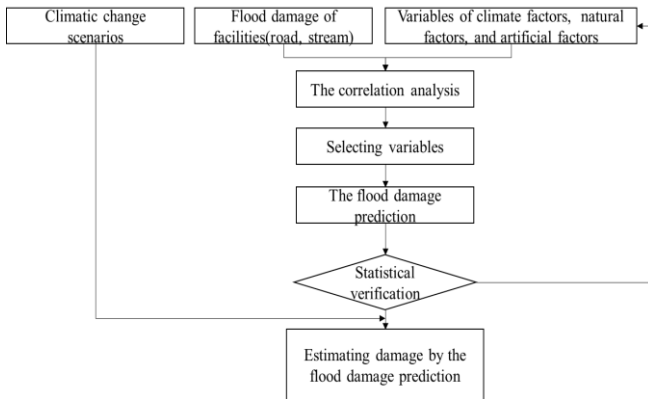 Climatic change
scenarios
Flood damage of
facilities(road, stream)
Variables of climate factors, natural
factors, and artificial factors
The correlation analysis
Selecting variables
The flood damage
prediction
Statistical
verification
Estimating damage by the
flood damage prediction